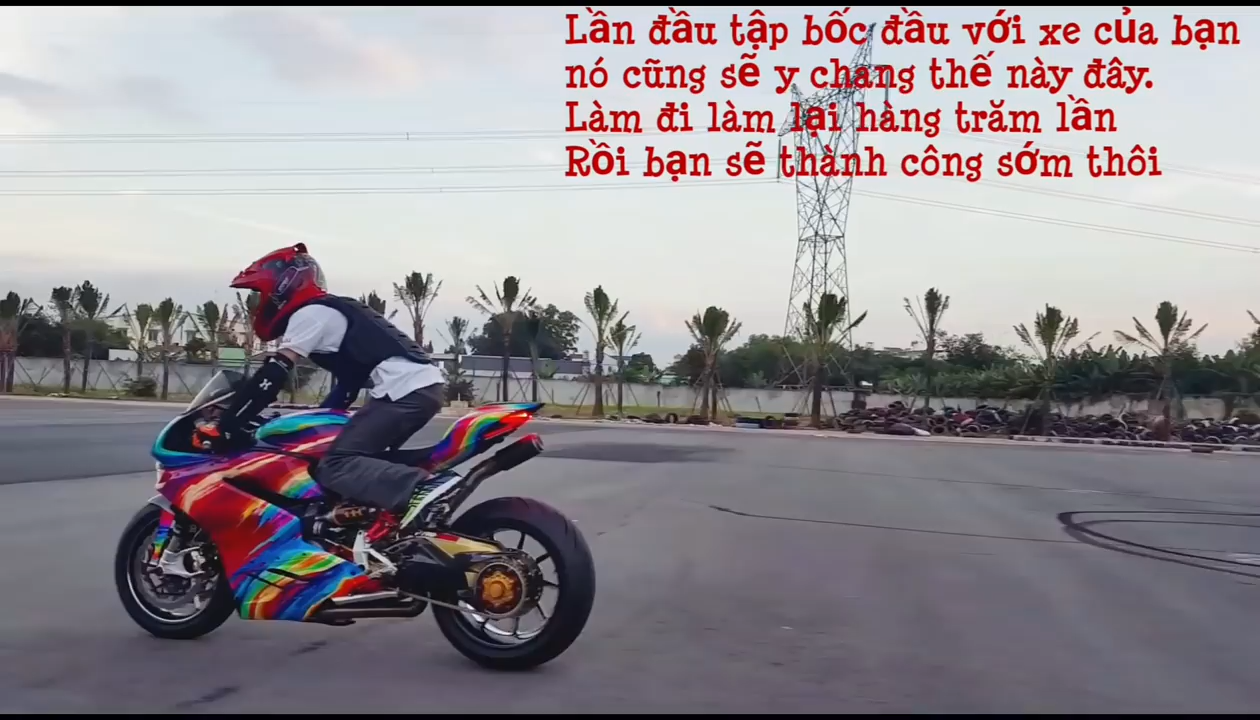 Lần đầu tập bốc đầu với xe của bạn
nó cũng sẽ y chang thế này đây.
Làm đi làm lại hàng trăm lần
Rồi bạn sẽ thành công sớm thôi